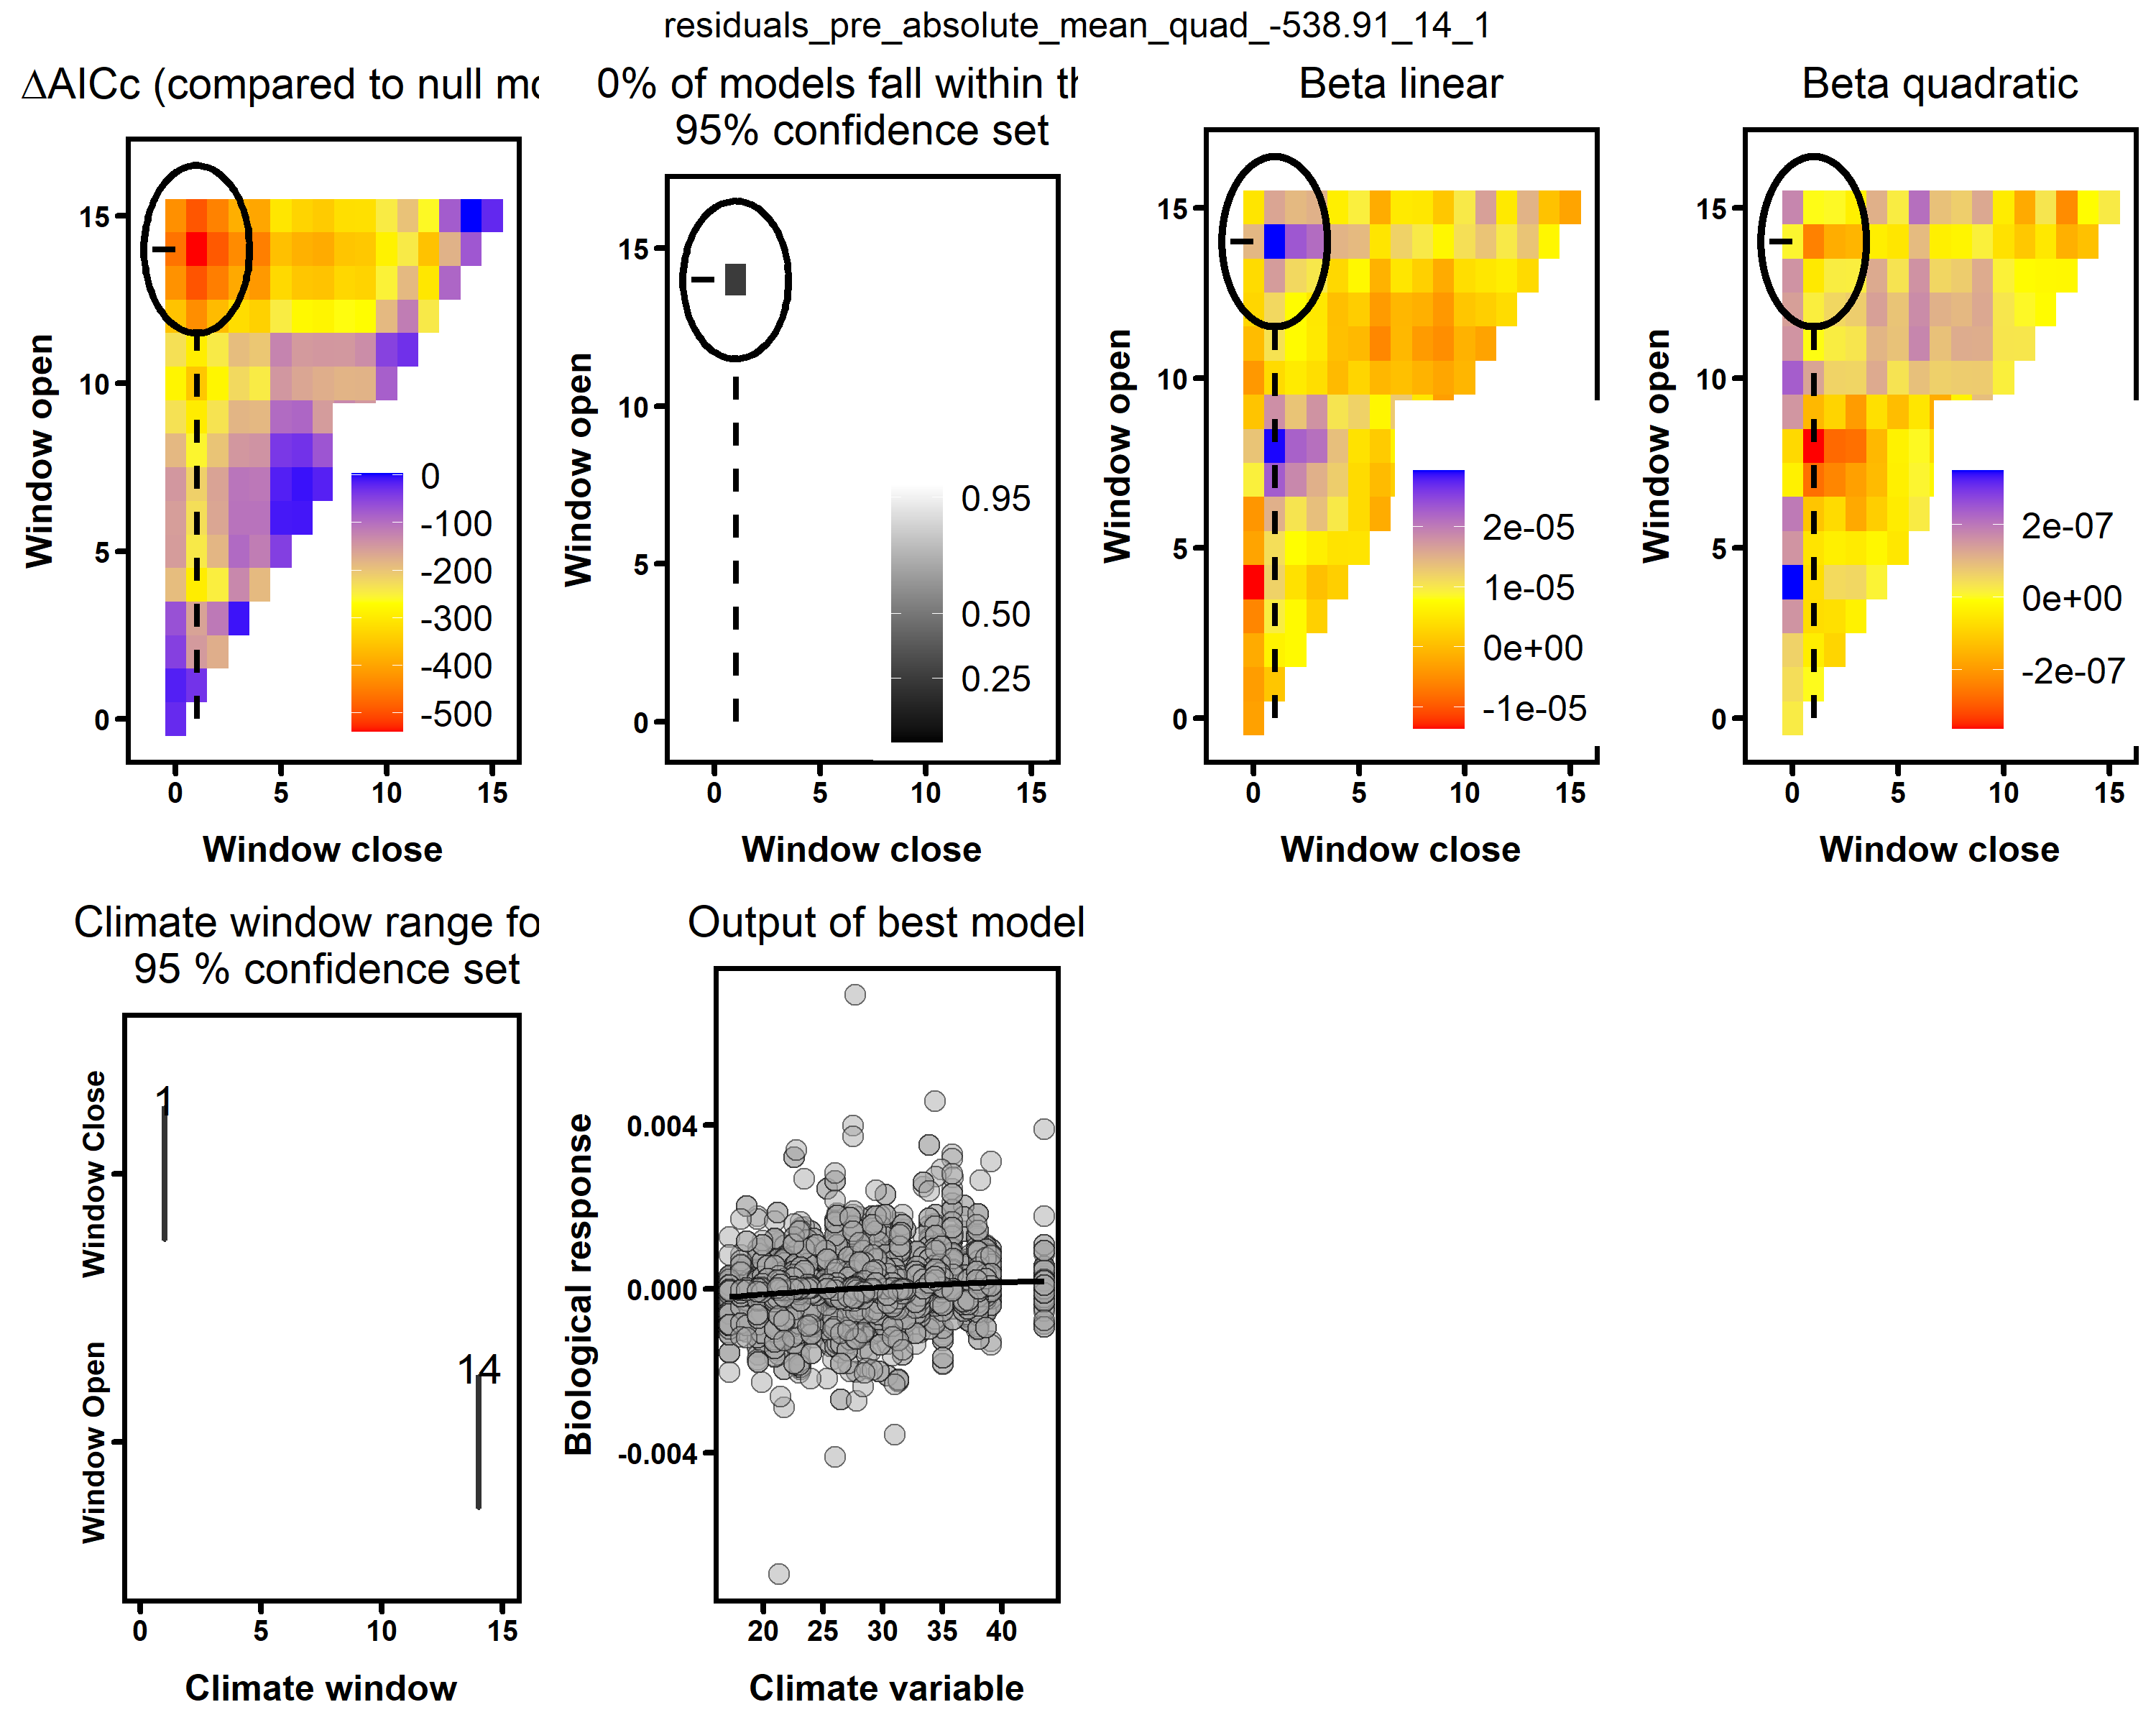 residuals_pre_absolute_mean_quad_-538.91_14_1
ΔAICc (compared to null mo
15
10
5
0
0
-100
-200
-300
-400
-500
0 5 10 15
Window open
Window close
0% of models fall within th
95% confidence set
15
10
5
0
0.95
0.50
0.25
0 5 10 15
Window open
Window close
Beta linear
15
10
5
0
2e-05
1e-05
0e+00
-1e-05
0 5 10 15
Window open
Window close
Beta quadratic
15
10
5
0
2e-07
0e+00
-2e-07
0 5 10 15
Window open
Window close
Climate window range fo
95 % confidence set
Window Close
Window Open
1
14
0 5 10 15
Climate window
Output of best model
0.004
0.000
-0.004
20 25 30 35 40
Biological response
Climate variable